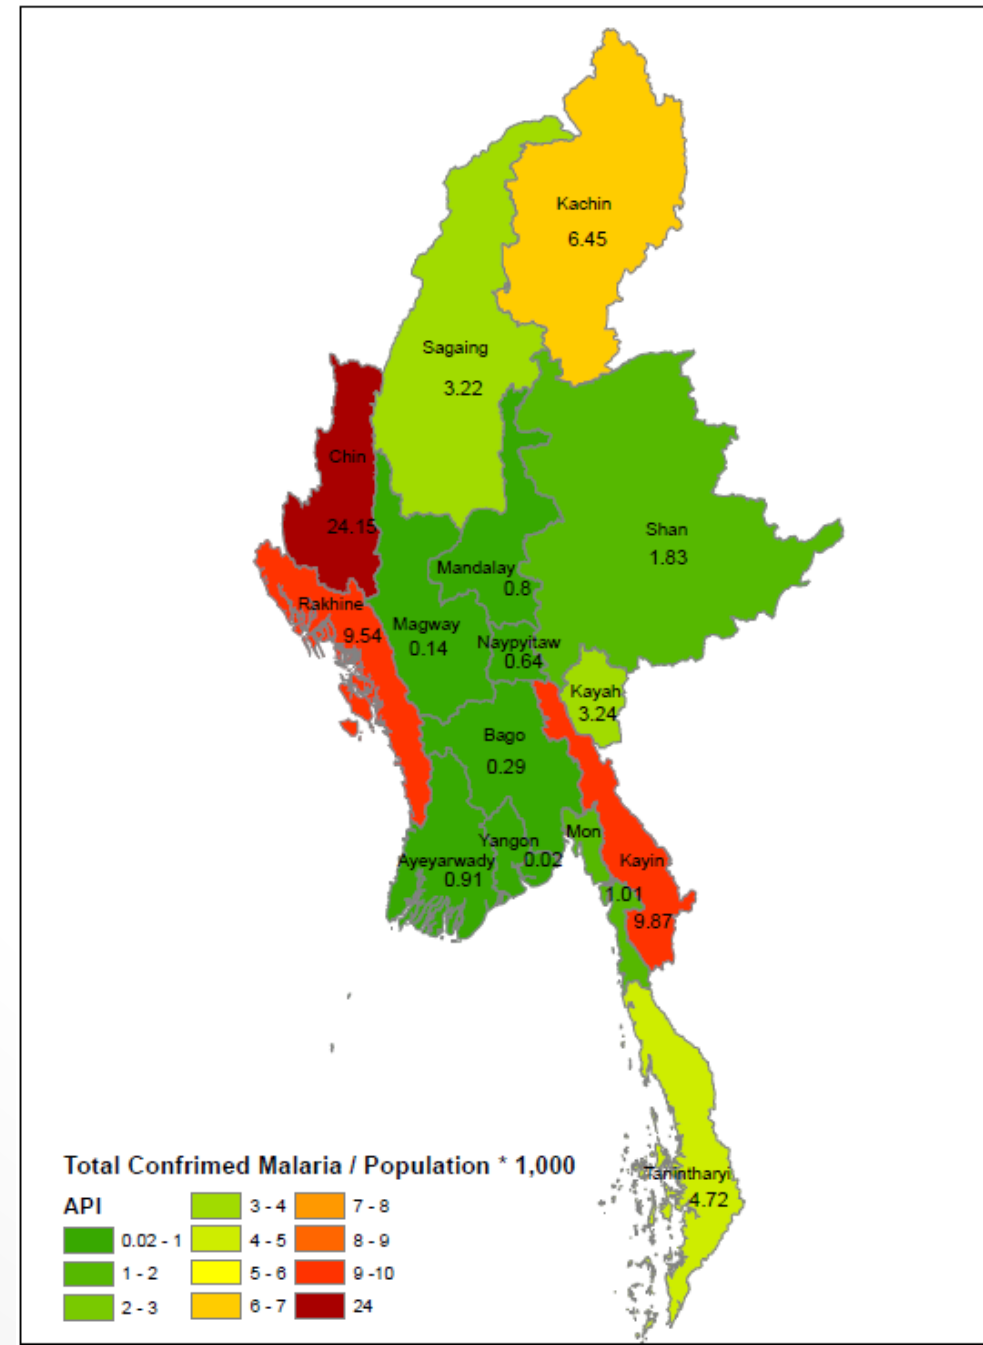 Kachin
6.45
Sagaing
3.22
Chin
24.15
Shan
1.83
Mandalay
0.8
Rakhine
9.54
Magway
0.14
Naypyitaw
0.64
Kayah
3.24
Bago
0.29
Mon
1.01
Yangon
0.02
Ayeyarwady
0.91
Kayin
9.87
Tanintharyi
4.72
Total Confrimed Malaria / Population * 1,000
API
0.02 - 1
1 - 2
2 - 3
3 - 4
4 - 5
5 - 6
6 - 7
7 - 8
8 - 9
9 -10
24